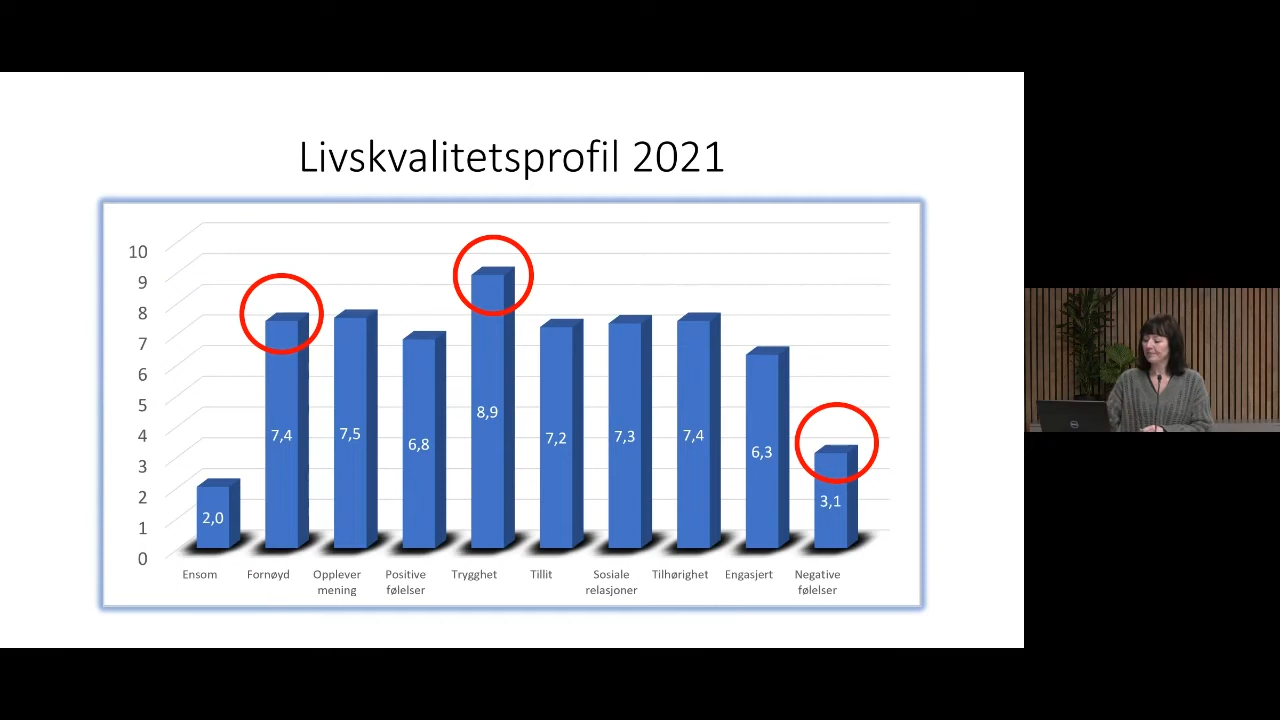 Livskvalitetsprofil 2021
10
9
8
7
6
5
4
3
2
1
0
2,0
7,4
7,5
6,8
8,9
7,2
7,3
7,4
6,3
3,1
Ensom
Fornøyd
Opplever
mening
Positive
følelser
Trygghet
Tillit
Sosiale
relasjoner
Tilhørighet
Engasjert
Negative
følelser
DELL